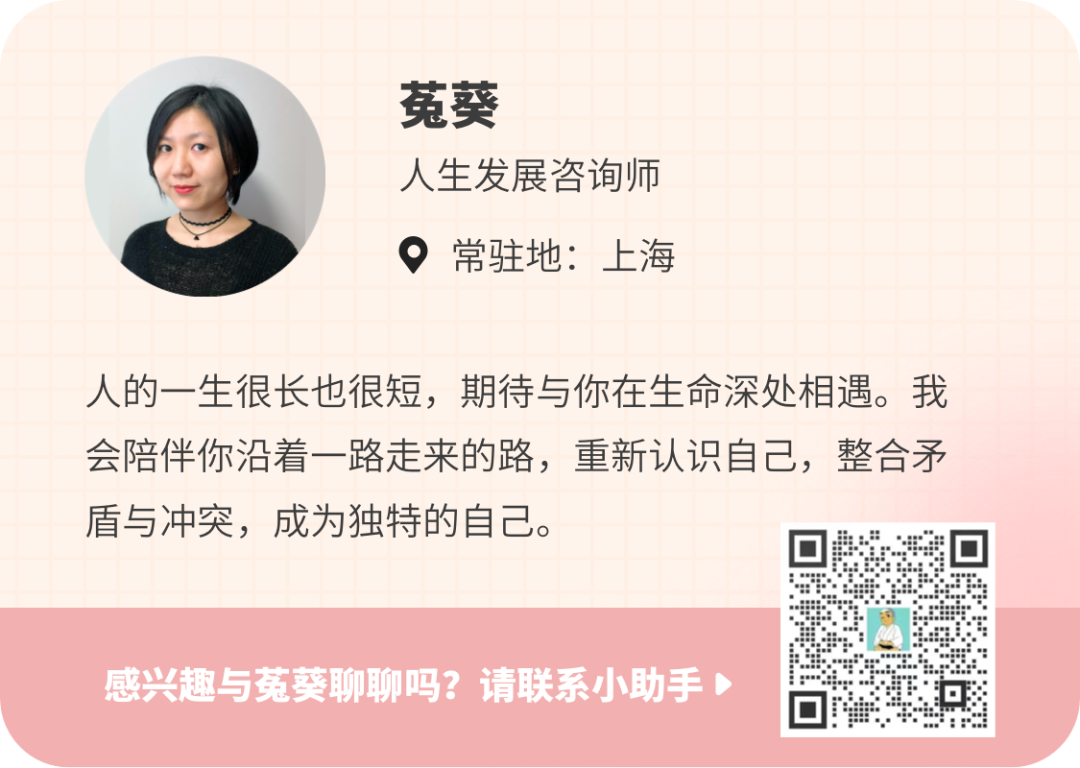 菟葵
人生发展咨询师
常驻地：上海
人的一生很长也很短，期待与你在生命深处相遇。我
会陪伴你沿着一路走来的路，重新认识自己，整合矛
盾与冲突，成为独特的自己。
感兴趣与菟葵聊聊吗？请联系小助手